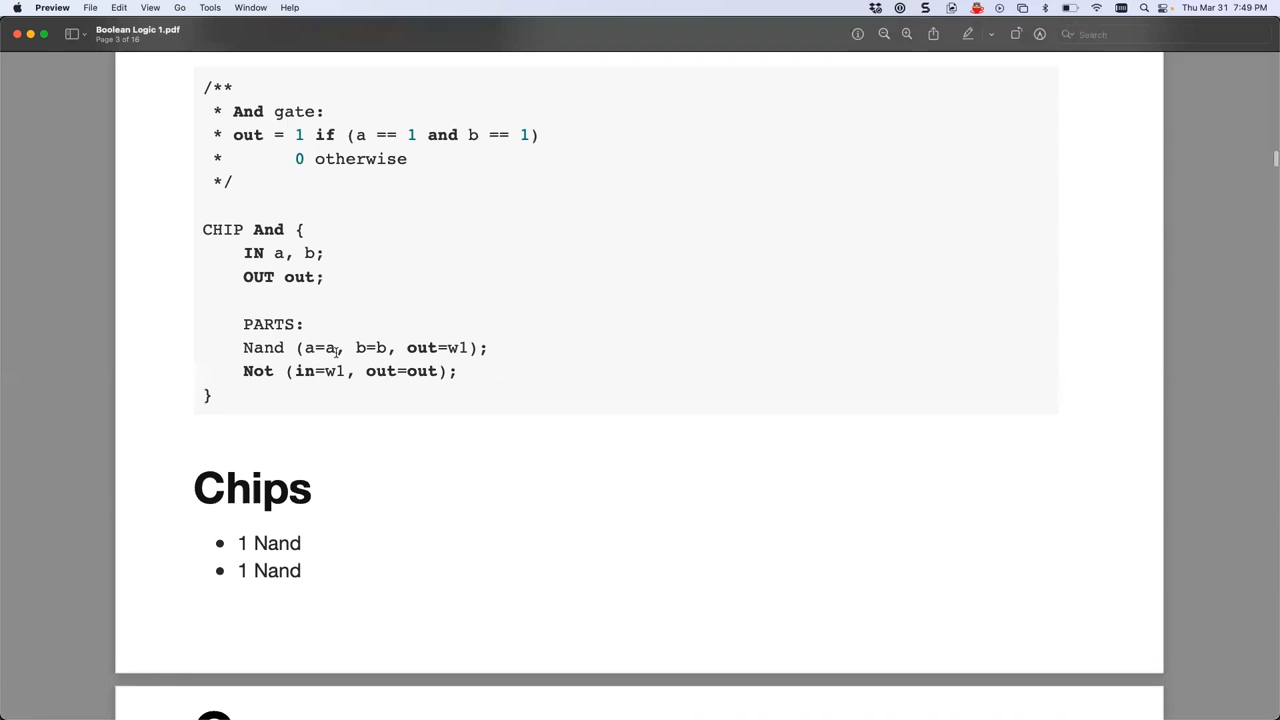 Preview File Edit View Go Tools Window Help Thu Mar 31 7:49 PM
Boolean Logic 1.pdf
Page 3 of 16
Search
/**
* And gate:
* out = 1 if (a == 1 and b == 1)
* 0 otherwise
*/
CHIP And {
IN a, b;
OUT out;
PARTS:
Nand (a=a, b=b, out=w1);
Not (in=w1, out=out);
}
Chips
• 1 Nand
• 1 Nand